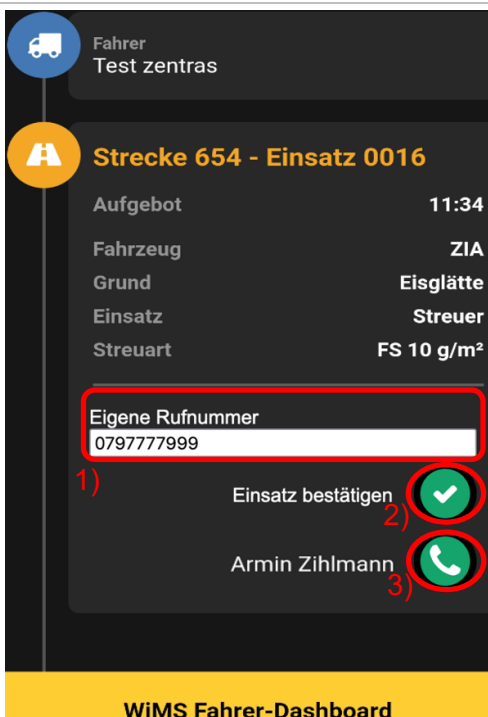 Fahrer
Test zentras
Strecke 654 - Einsatz 0016
Aufgebot 11:34
Fahrzeug ZIA
Grund Eisglätte
Einsatz Streuer
Streuart FS 10 g/m²
Eigene Rufnummer
0797777999
1)
Einsatz bestätigen
2)
Armin Zihlmann
3)
WiMS Fahrer-Dashboard